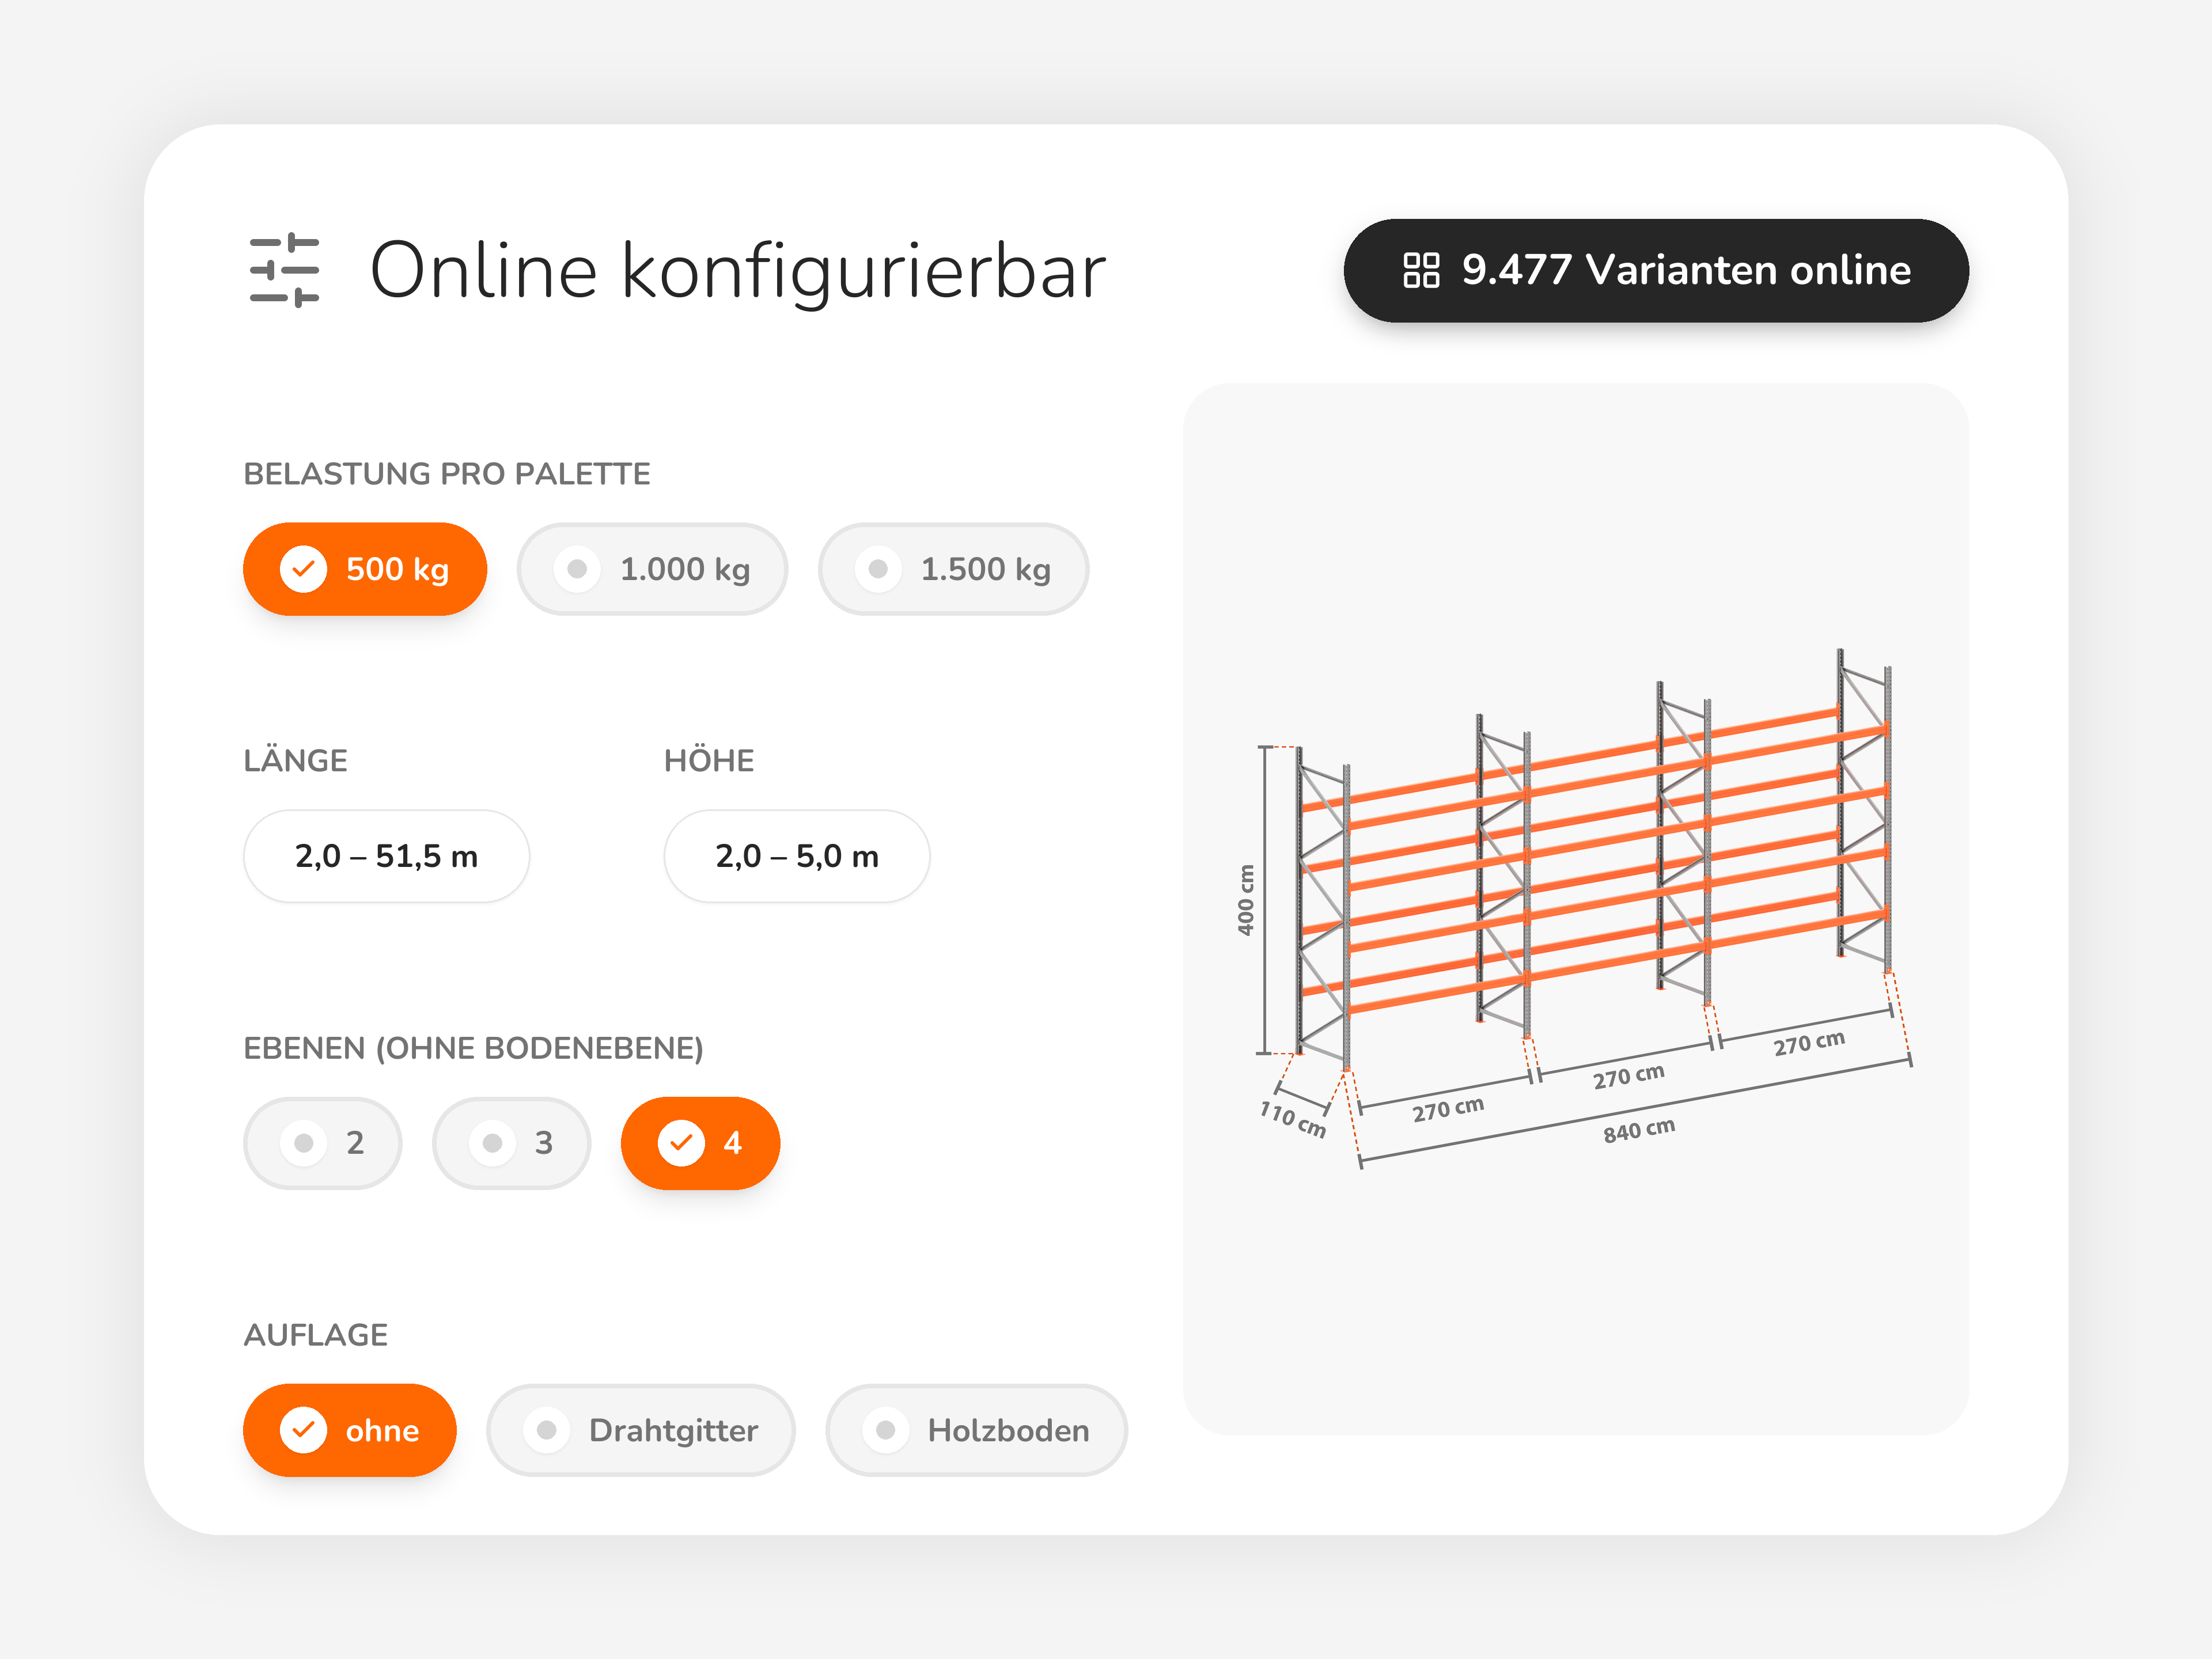 Online konfigurierbar
9.477 Varianten online
BELASTUNG PRO PALETTE
500 kg
1.000 kg
1.500 kg
LÄNGE
HÖHE
2,0 – 51,5 m
2,0 – 5,0 m
EBENEN (OHNE BODENEBENE)
2
3
4
AUFLAGE
ohne
Drahtgitter
Holzboden
400 cm
110 cm
270 cm
270 cm
270 cm
840 cm